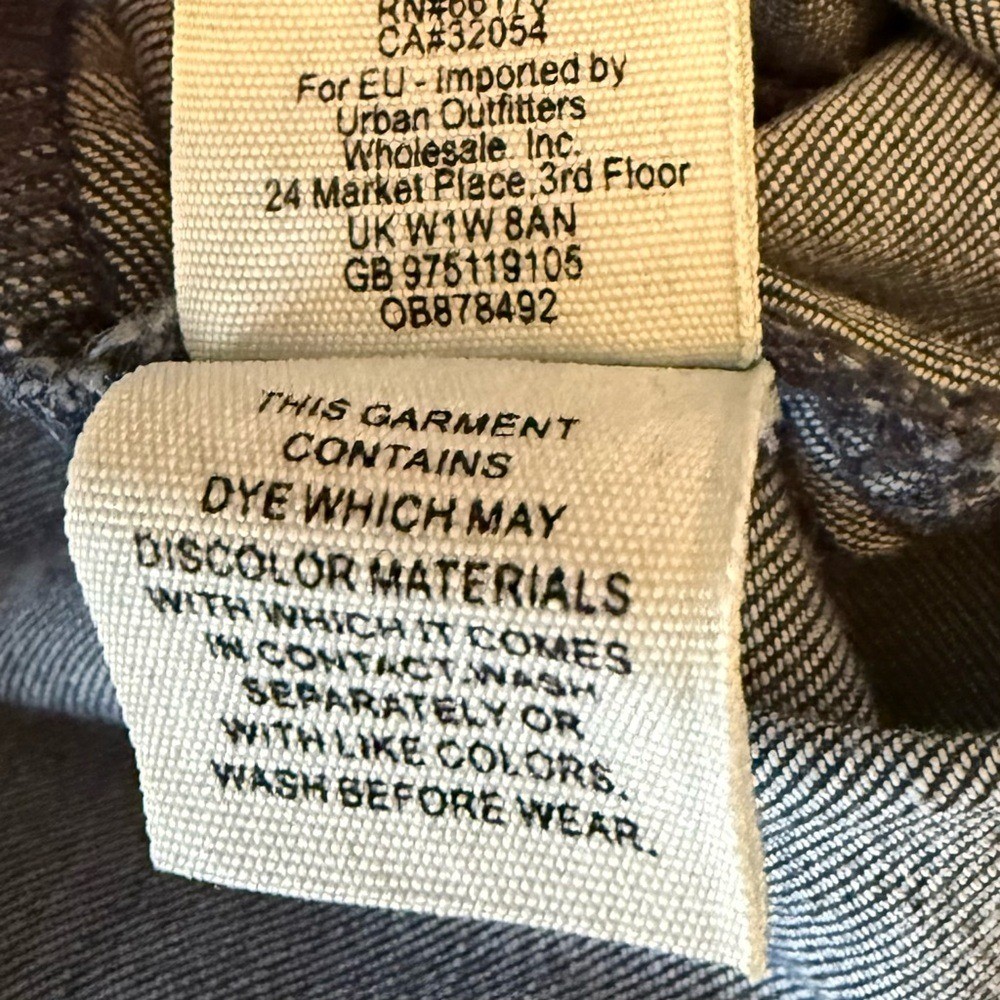 CA#32054
For EU - Imported by
Urban Outfitters
Wholesale. Inc.
24 Market Place,3rd Floor
UK W1W 8AN
GB 975119105
OB878492
THIS GARMENT
CONTAINS
DYE WHICH MAY
DISCOLOR MATERIALS
WITH WHICH IT COMES
IN CONTACT.WASH
SEPARATELY OR
WITH LIKE COLORS.
WASH BEFORE WEAR.